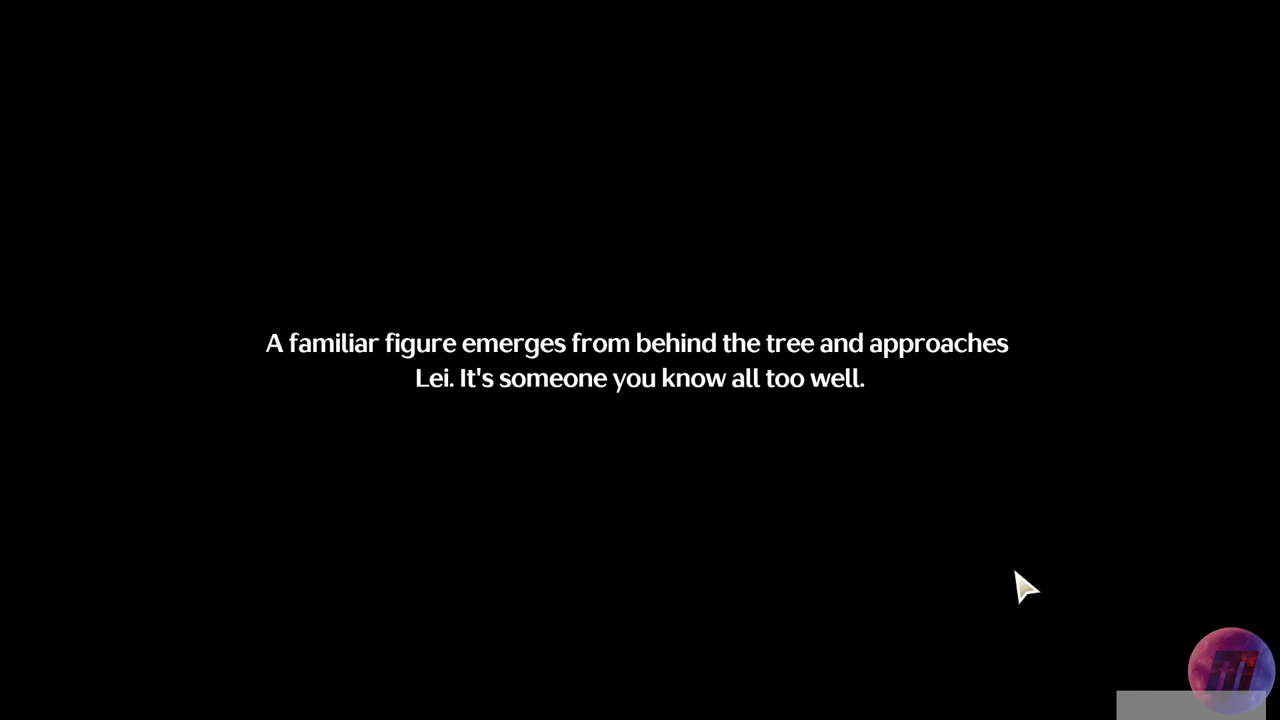 A familiar figure emerges from behind the tree and approaches
Lei. It's someone you know all too well.